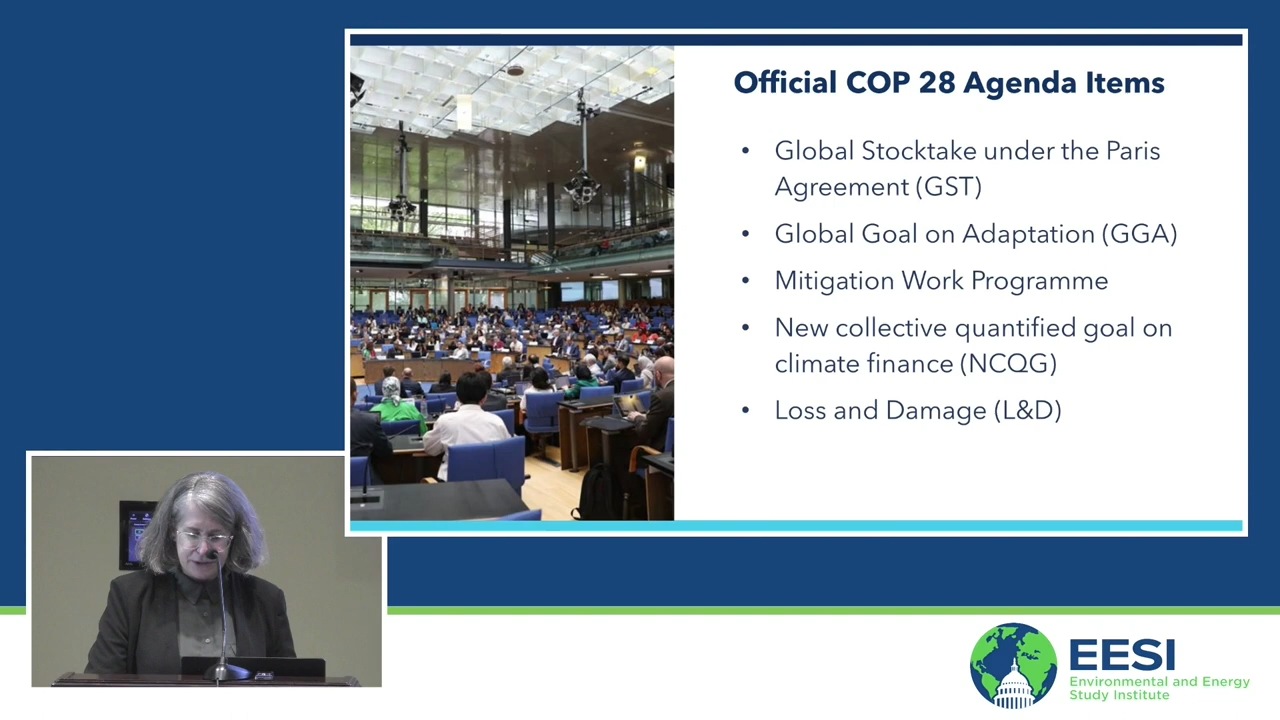 Official COP 28 Agenda Items
• Global Stocktake under the Paris
Agreement (GST)
• Global Goal on Adaptation (GGA)
• Mitigation Work Programme
• New collective quantified goal on
climate finance (NCQG)
• Loss and Damage (L&D)
EESI
Environmental and Energy
Study Institute